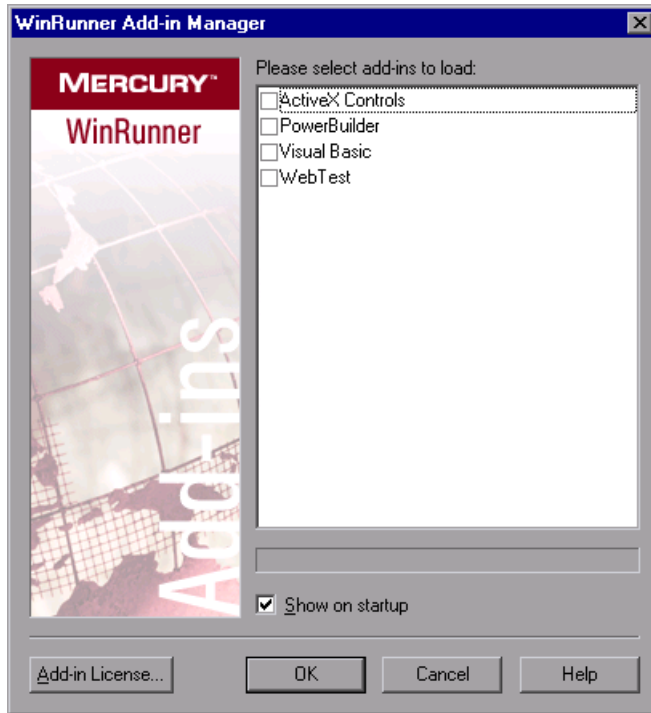 WinRunner Add-in Manager
MERCURY™
WinRunner
Add-ins
Please select add-ins to load:
ActiveX Controls
PowerBuilder
Visual Basic
WebTest
Show on startup
Add-in License...
OK
Cancel
Help